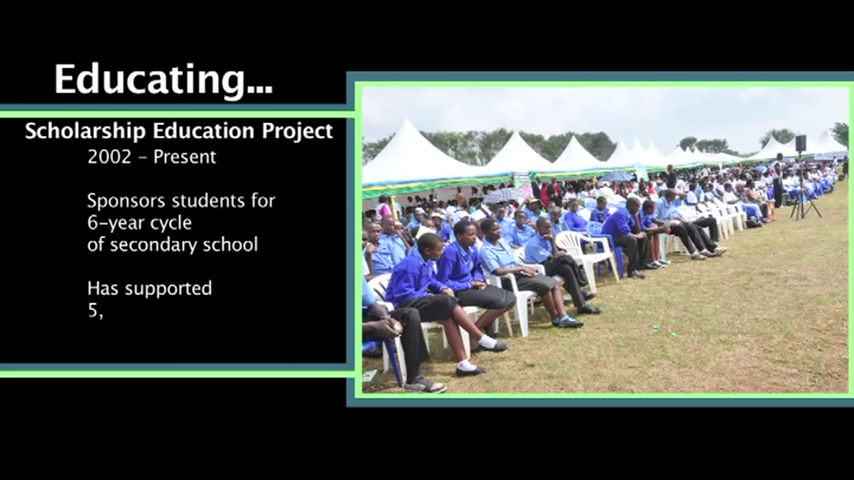 Educating...
Scholarship Education Project
2002 – Present
Sponsors students for
6-year cycle
of secondary school
Has supported
5,